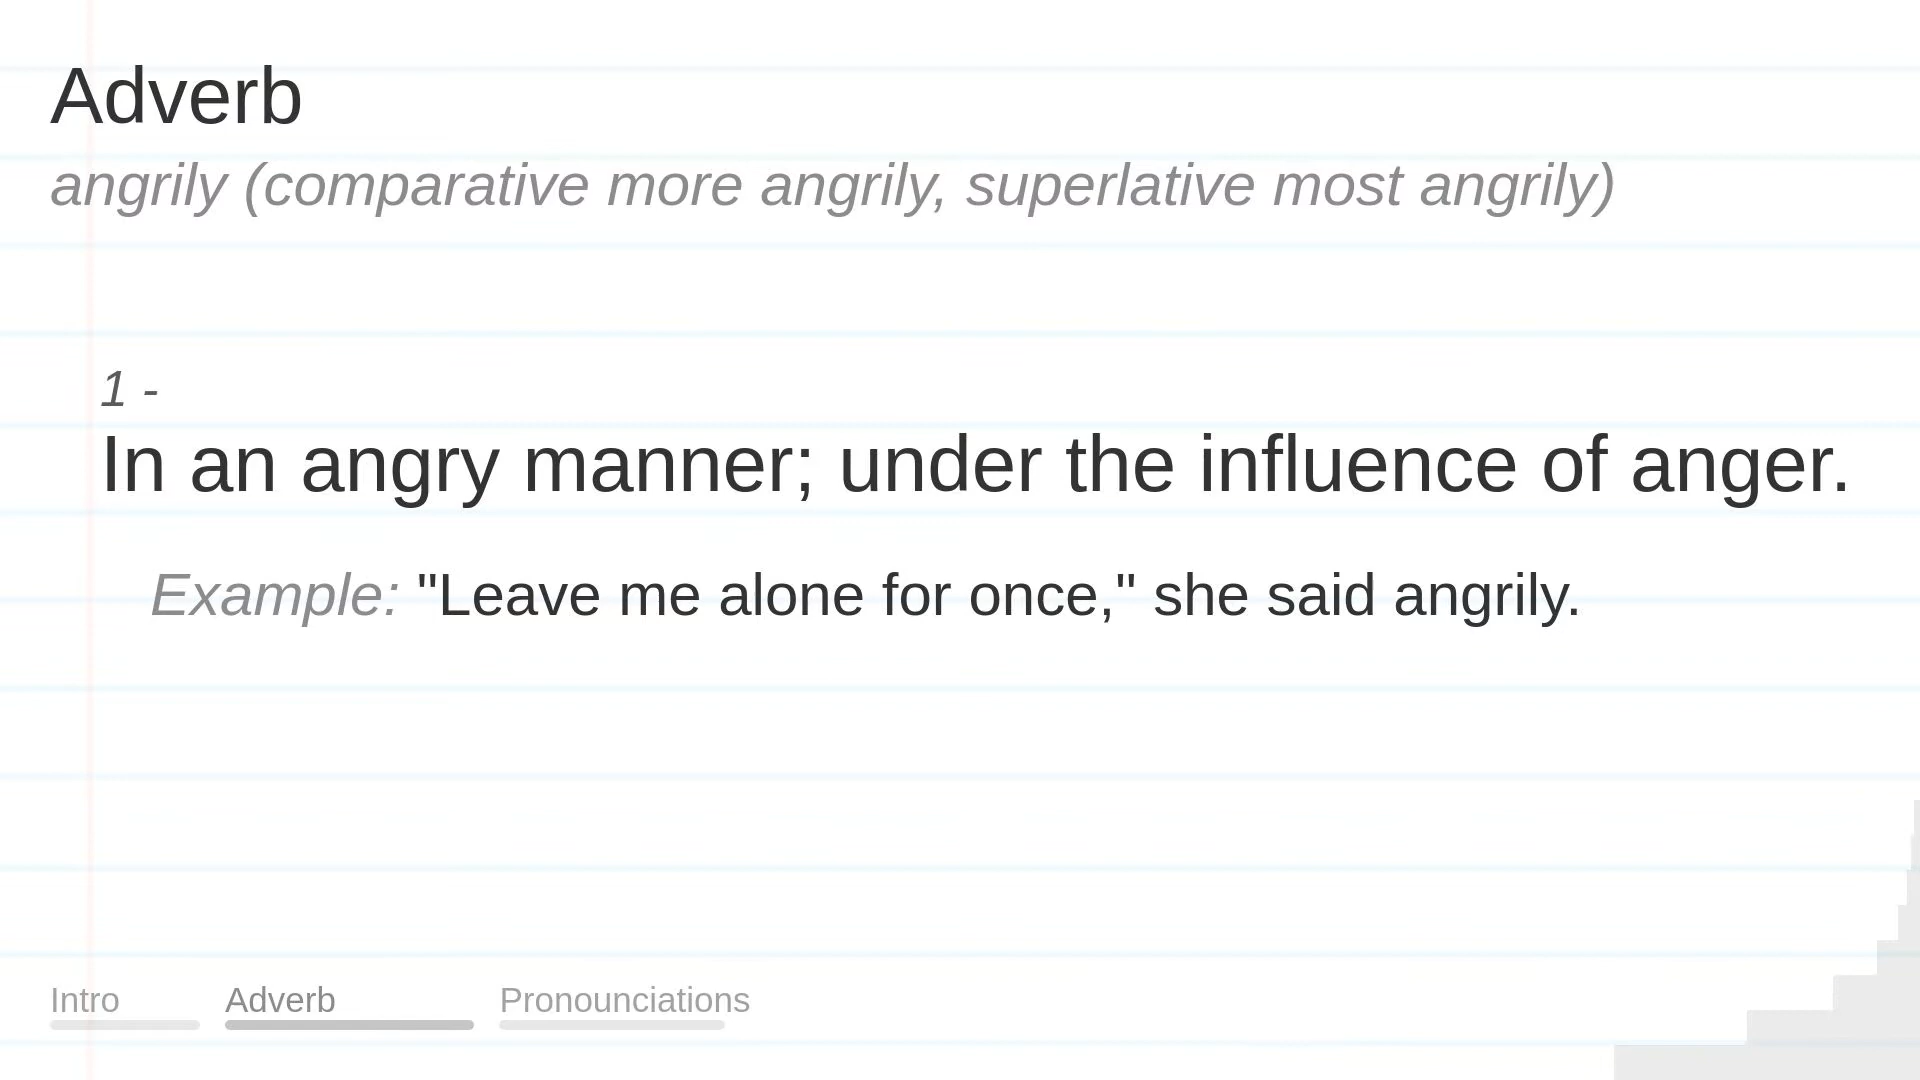 Adverb
angrily (comparative more angrily, superlative most angrily)
1 -
In an angry manner; under the influence of anger.
Example: "Leave me alone for once," she said angrily.
Intro Adverb Pronounciations